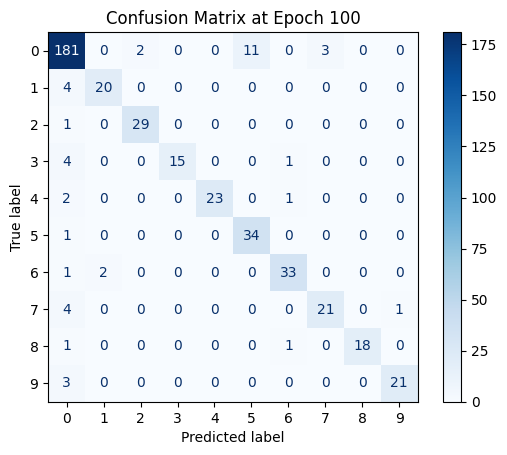 Confusion Matrix at Epoch 100
0 181 0 2 0 0 11 0 3 0 0
1 4 20 0 0 0 0 0 0 0 0
2 1 0 29 0 0 0 0 0 0 0
3 4 0 0 15 0 0 1 0 0 0
4 2 0 0 0 23 0 1 0 0 0
5 1 0 0 0 0 34 0 0 0 0
6 1 2 0 0 0 0 33 0 0 0
7 4 0 0 0 0 0 0 21 0 1
8 1 0 0 0 0 0 1 0 18 0
9 3 0 0 0 0 0 0 0 0 21
0 1 2 3 4 5 6 7 8 9
Predicted label
True label
175
150
125
100
75
50
25
0